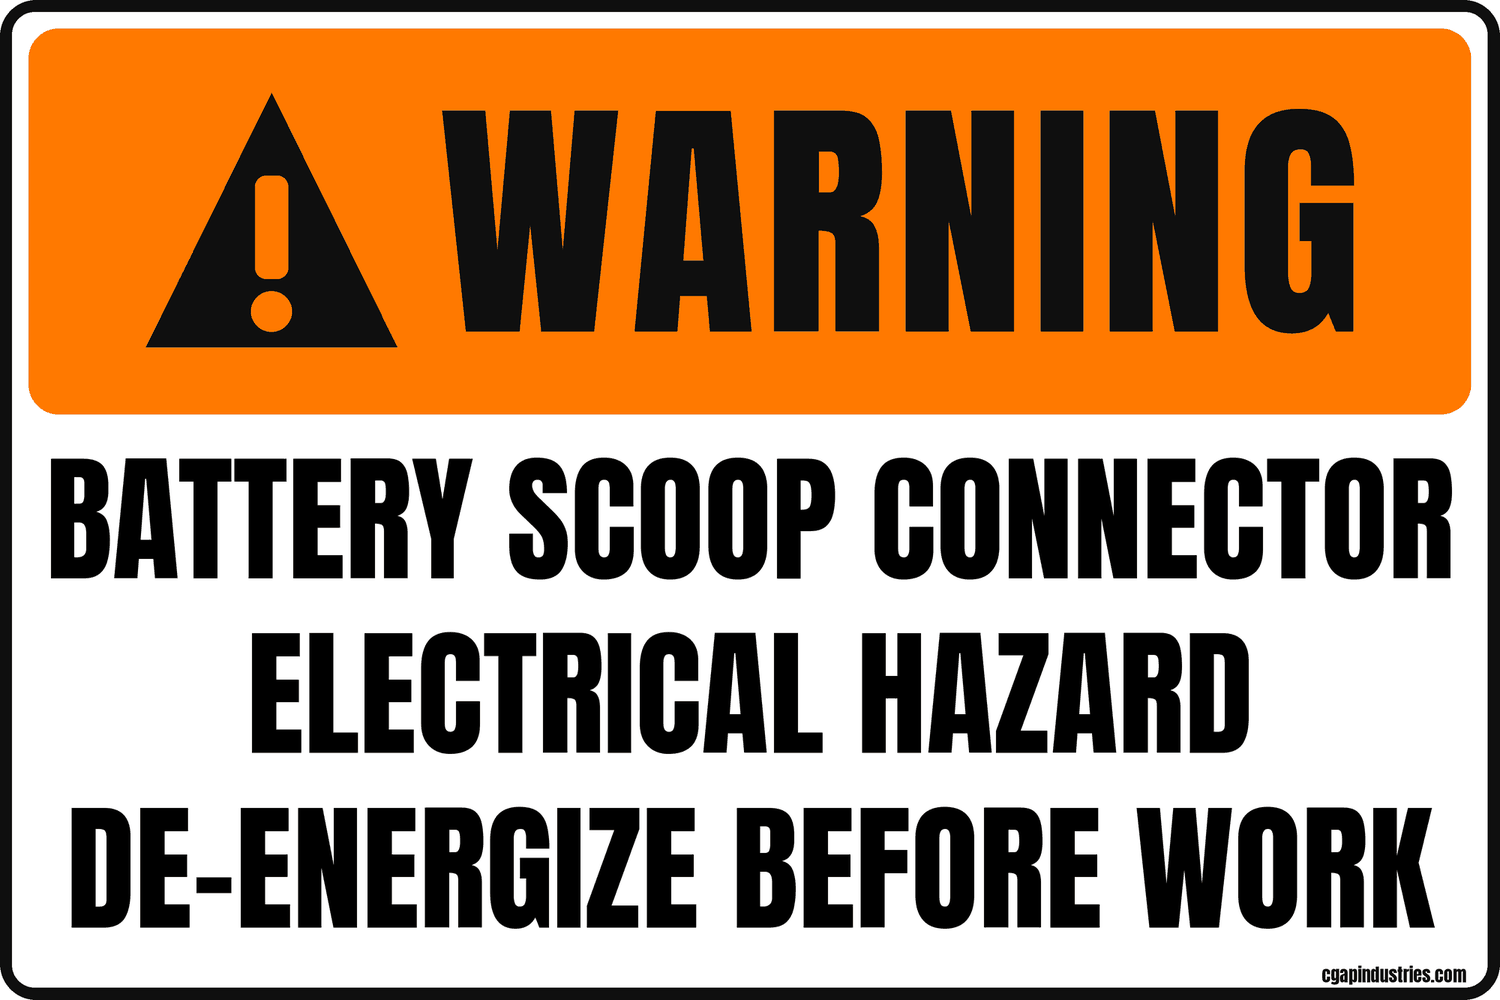 WARNING
BATTERY SCOOP CONNECTOR
ELECTRICAL HAZARD
DE-ENERGIZE BEFORE WORK
cgapindustries.com